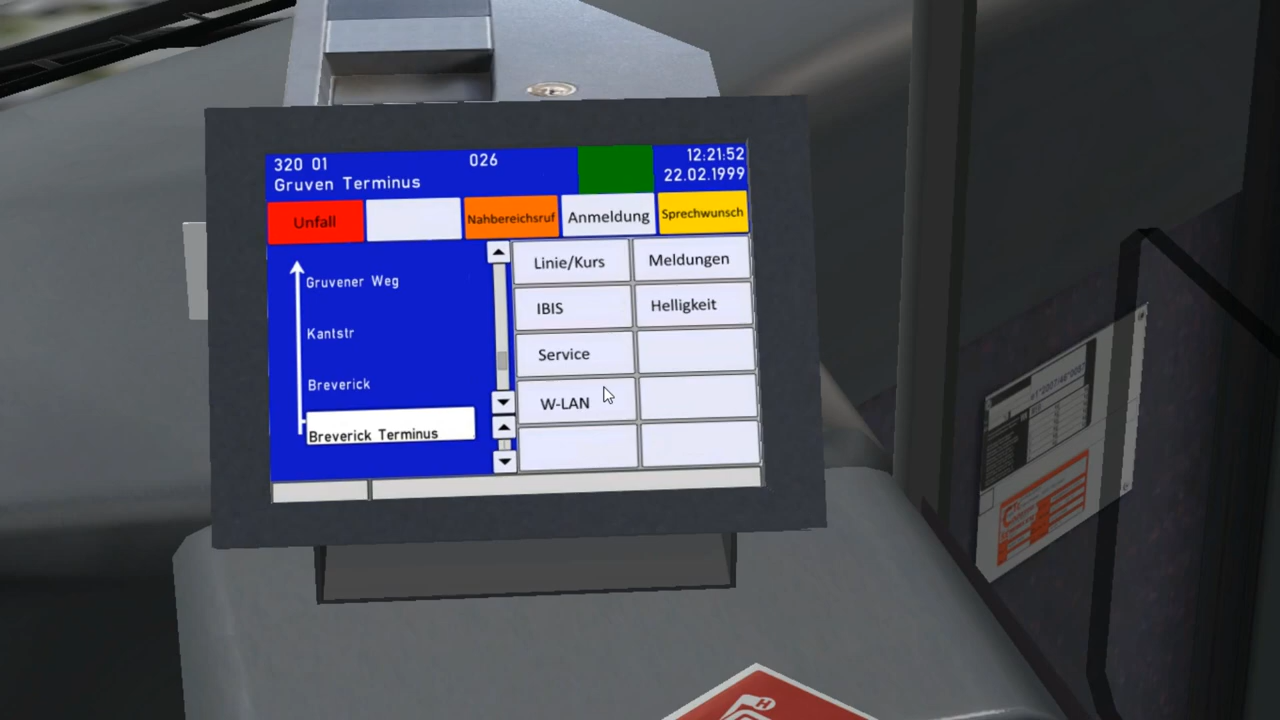 320 01 026 12:21:52
Gruven Terminus 22.02.1999
Unfall Nahbereichsruf Anmeldung Sprechwunsch
Gruvener Weg
Kantstr
Breverick
Breverick Terminus
Linie/Kurs Meldungen
IBIS Helligkeit
Service
W-LAN
H